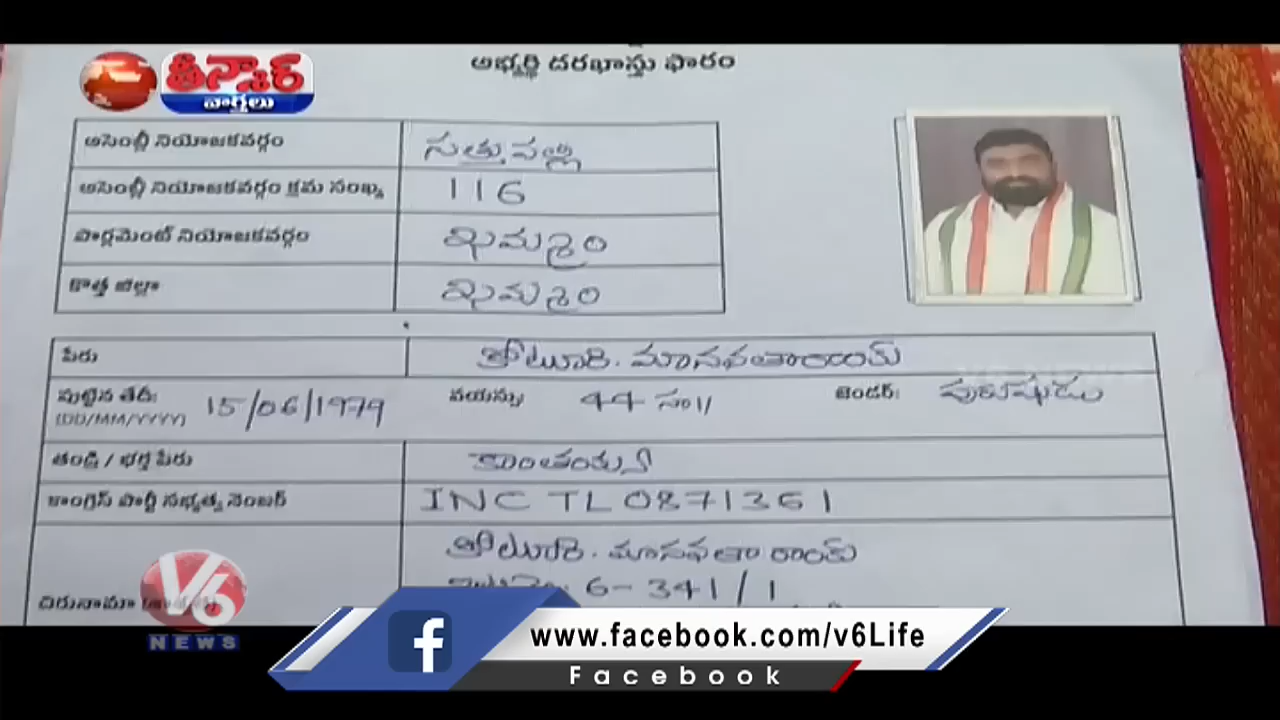 అభ్యర్థి దరఖాస్తు ఫారం
తీన్మార్
వార్తలు
అసెంబ్లీ నియోజకవర్గం సత్తుపల్లి
అసెంబ్లీ నియోజకవర్గం క్రమ సంఖ్య 116
పార్లమెంట్ నియోజకవర్గం ఖమ్మం
కొత్త జిల్లా ఖమ్మం
పేరు మానవతారాయ్
పుట్టిన తేదీ: 15/06/1979 వయస్సు 44 సం॥ జెండర్: పురుషుడు
(DD/MM/YYYY)
తండ్రి / భర్త పేరు
కాంగ్రెస్ పార్టీ సభ్యత్వ నెంబర్ INC TL 0871361
మానవతా రాయ్
6-341/1
చిరునామా
V6
NEWS
f www.facebook.com/v6Life
Facebook